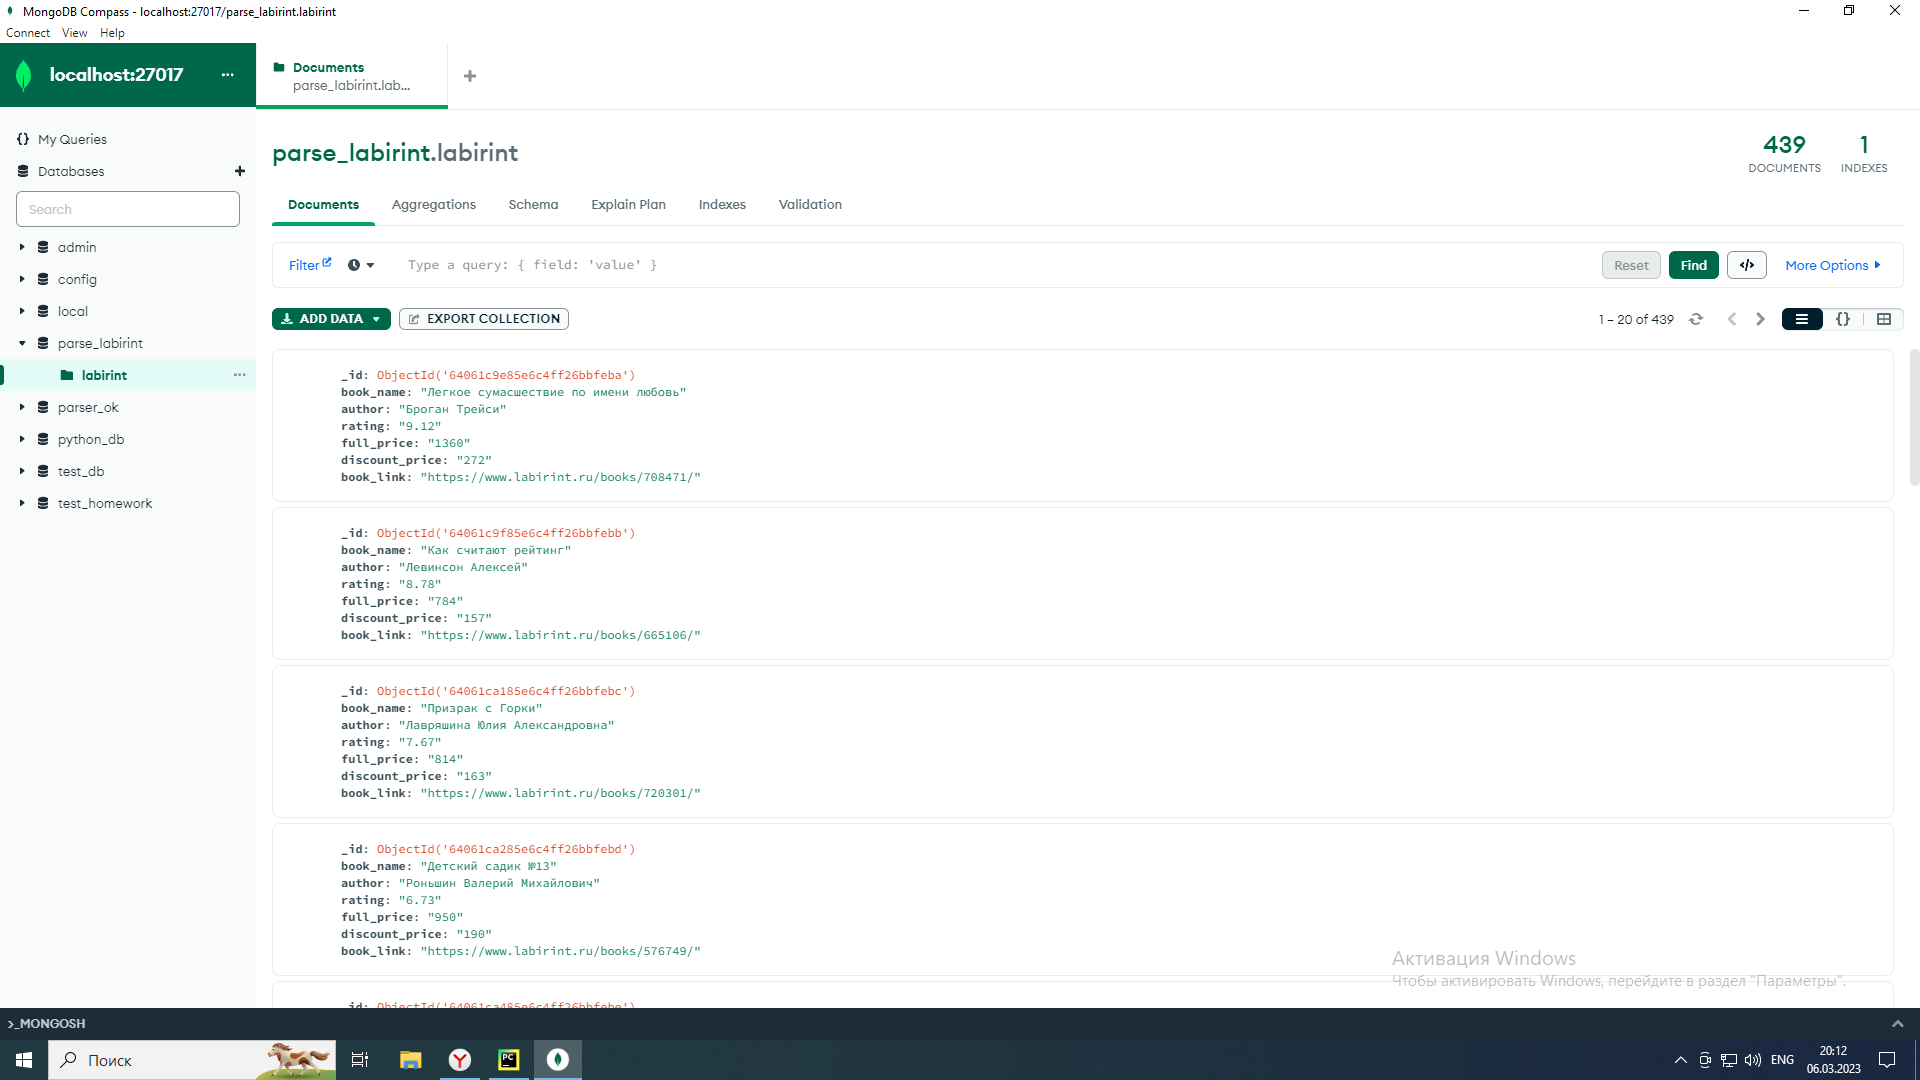 MongoDB Compass - localhost:27017/parse_labirint.labirint
Connect View Help
localhost:27017 ...
Documents
parse_labirint.lab...
My Queries
Databases
Search
admin
config
local
parse_labirint
labirint ...
parser_ok
python_db
test_db
test_homework
parse_labirint.labirint
439
DOCUMENTS
1
INDEXES
Documents Aggregations Schema Explain Plan Indexes Validation
Filter Type a query: { field: 'value' } Reset Find </> More Options
ADD DATA EXPORT COLLECTION 1 – 20 of 439 {}
_id: ObjectId('64061c9e85e6c4ff26bbfeba')
book_name: "Легкое сумасшествие по имени любовь"
author: "Броган Трейси"
rating: "9.12"
full_price: "1360"
discount_price: "272"
book_link: "https://www.labirint.ru/books/708471/"
_id: ObjectId('64061c9f85e6c4ff26bbfebb')
book_name: "Как считают рейтинг"
author: "Левинсон Алексей"
rating: "8.78"
full_price: "784"
discount_price: "157"
book_link: "https://www.labirint.ru/books/665106/"
_id: ObjectId('64061ca185e6c4ff26bbfebc')
book_name: "Призрак с Горки"
author: "Лавряшина Юлия Александровна"
rating: "7.67"
full_price: "814"
discount_price: "163"
book_link: "https://www.labirint.ru/books/720301/"
_id: ObjectId('64061ca285e6c4ff26bbfebd')
book_name: "Детский садик №13"
author: "Роньшин Валерий Михайлович"
rating: "6.73"
full_price: "950"
discount_price: "190"
book_link: "https://www.labirint.ru/books/576749/"
_id: ObjectId('64061ca485e6c4ff26bbfebe')
Активация Windows
Чтобы активировать Windows, перейдите в раздел "Параметры".
>_MONGOSH
Поиск
PC
ENG
20:12
06.03.2023